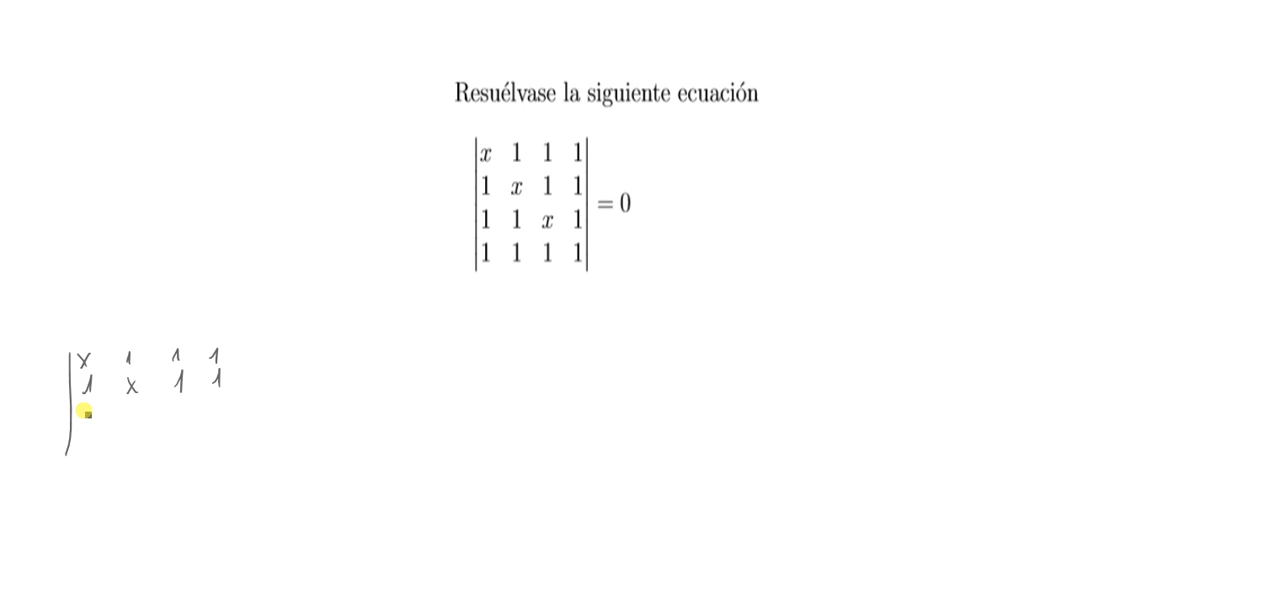 Resuélvase la siguiente ecuación
x 1 1 1
1 x 1 1
1 1 x 1
1 1 1 1
= 0
x 1 1 1
1 x 1 1